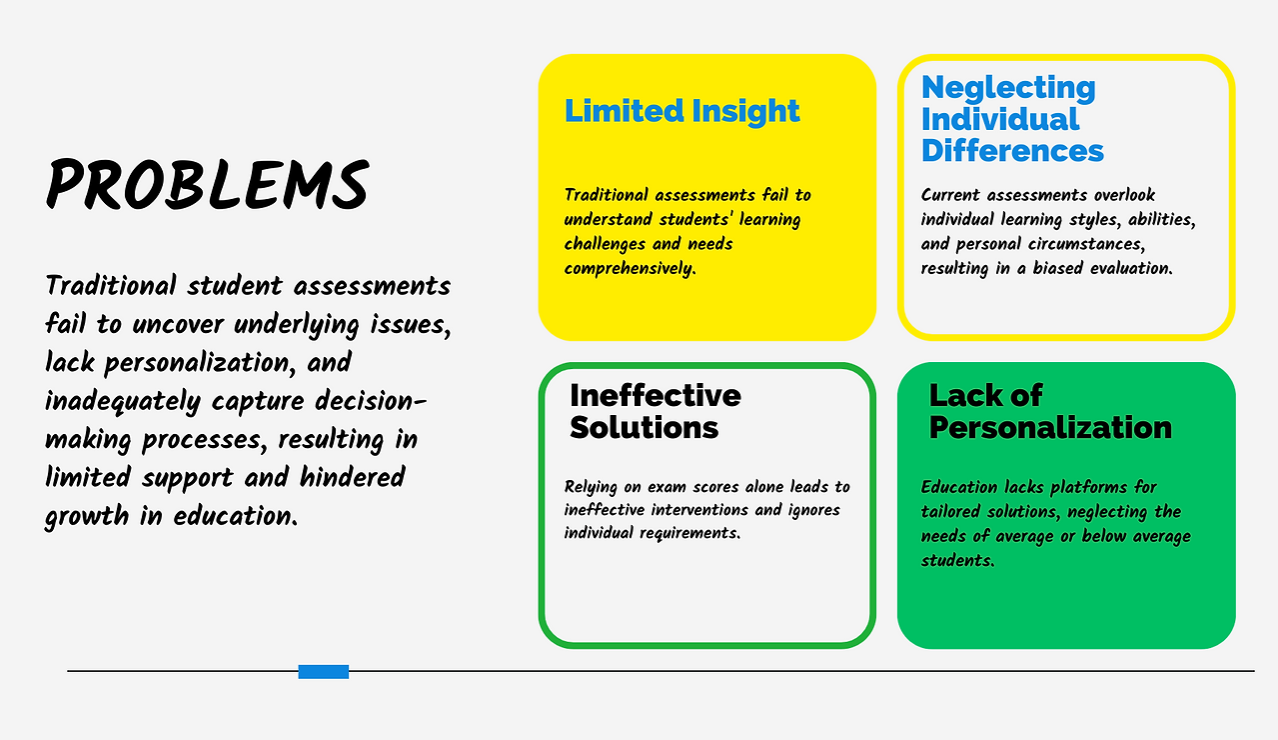 PROBLEMS
Traditional student assessments
fail to uncover underlying issues,
lack personalization, and
inadequately capture decision-
making processes, resulting in
limited support and hindered
growth in education.
Limited Insight
Traditional assessments fail to
understand students' learning
challenges and needs
comprehensively.
Neglecting
Individual
Differences
Current assessments overlook
individual learning styles, abilities,
and personal circumstances,
resulting in a biased evaluation.
Ineffective
Solutions
Relying on exam scores alone leads to
ineffective interventions and ignores
individual requirements.
Lack of
Personalization
Education lacks platforms for
tailored solutions, neglecting the
needs of average or below average
students.